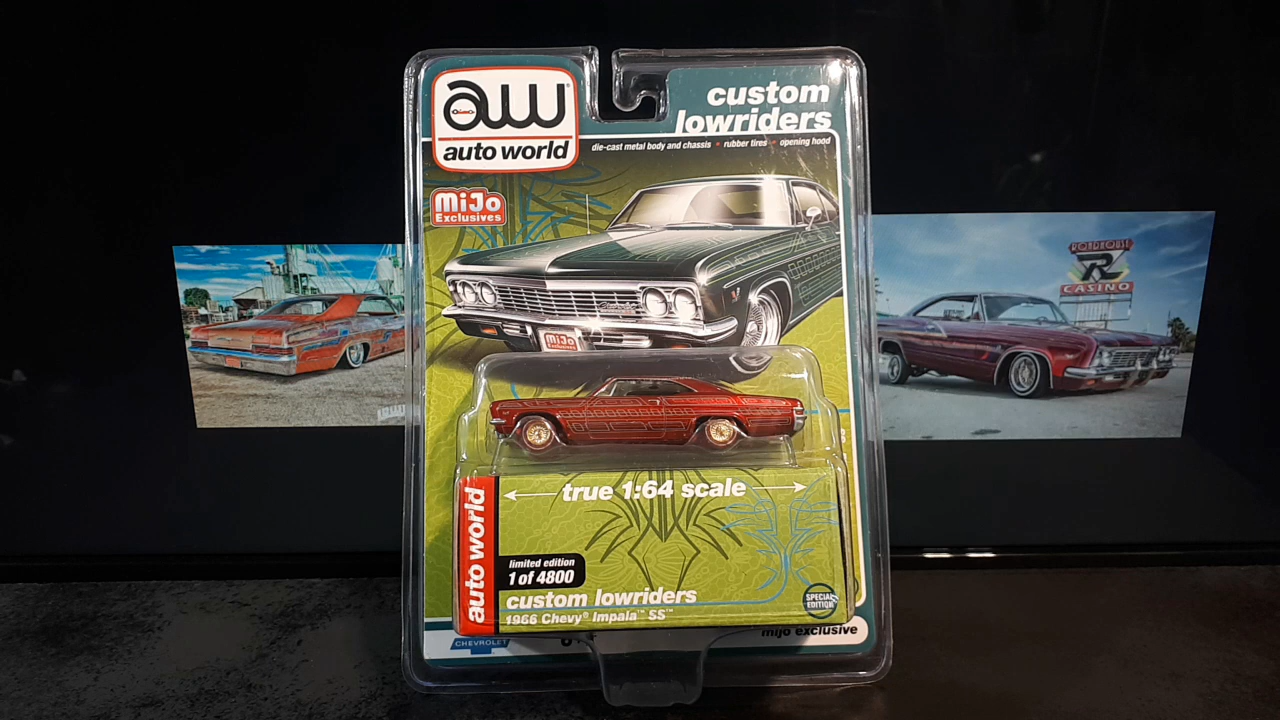 aw
auto world
custom
lowriders
die-cast metal body and chassis • rubber tires • opening hood
MiJo
Exclusives
MiJo
Exclusives
ROADHOUSE
R
CASINO
true 1:64 scale
auto world
limited edition
1 of 4800
custom lowriders
1966 Chevy® Impala™ SS™
SPECIAL
EDITION
CHEVROLET
mijo exclusive